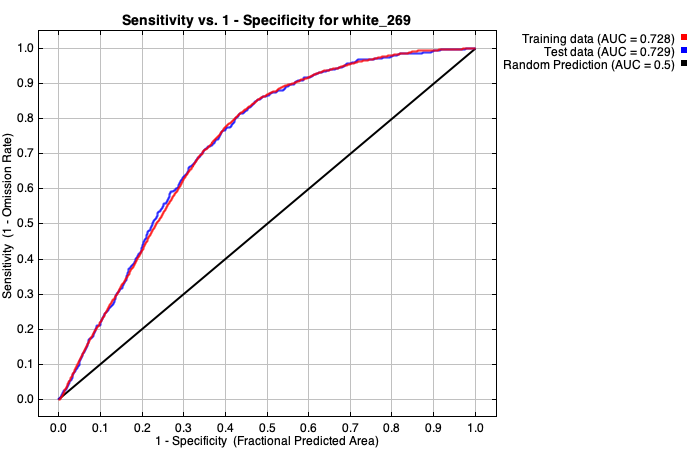 Sensitivity vs. 1 - Specificity for white_269
Training data (AUC = 0.728)
Test data (AUC = 0.729)
Random Prediction (AUC = 0.5)
Sensitivity (1 - Omission Rate)
1.0
0.9
0.8
0.7
0.6
0.5
0.4
0.3
0.2
0.1
0.0
0.0 0.1 0.2 0.3 0.4 0.5 0.6 0.7 0.8 0.9 1.0
1 - Specificity (Fractional Predicted Area)